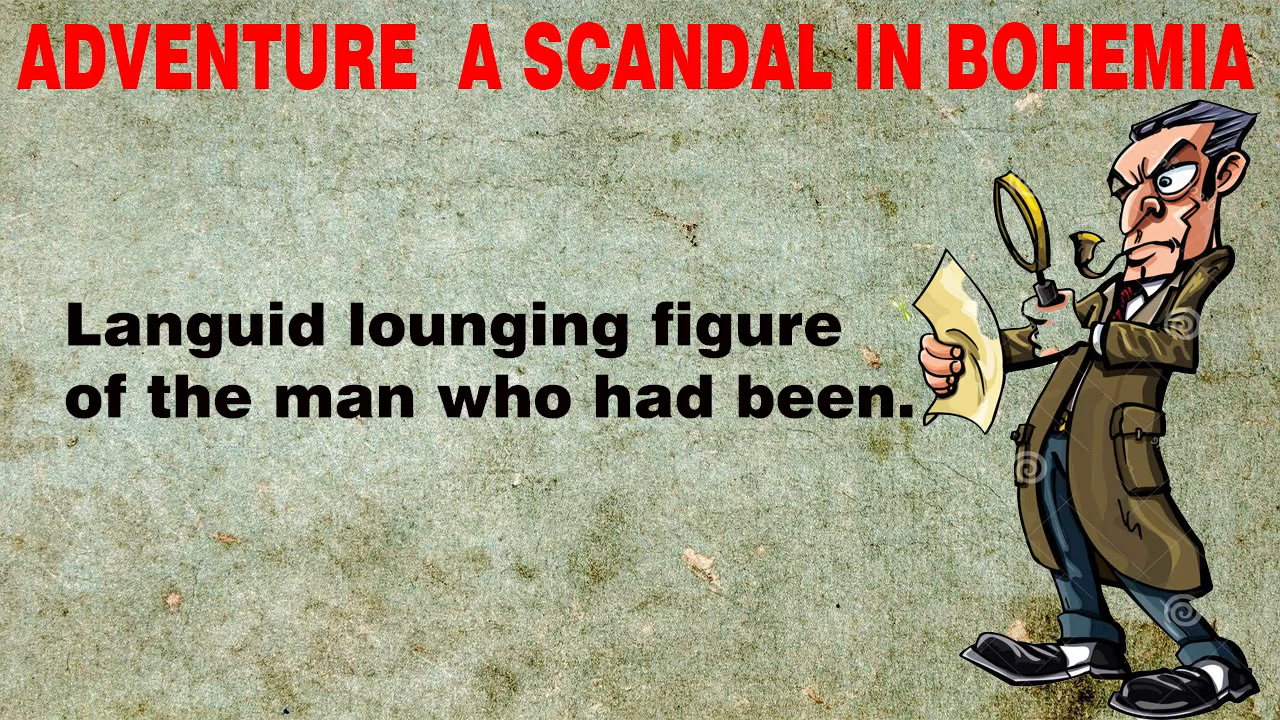 ADVENTURE A SCANDAL IN BOHEMIA
Languid lounging figure
of the man who had been.